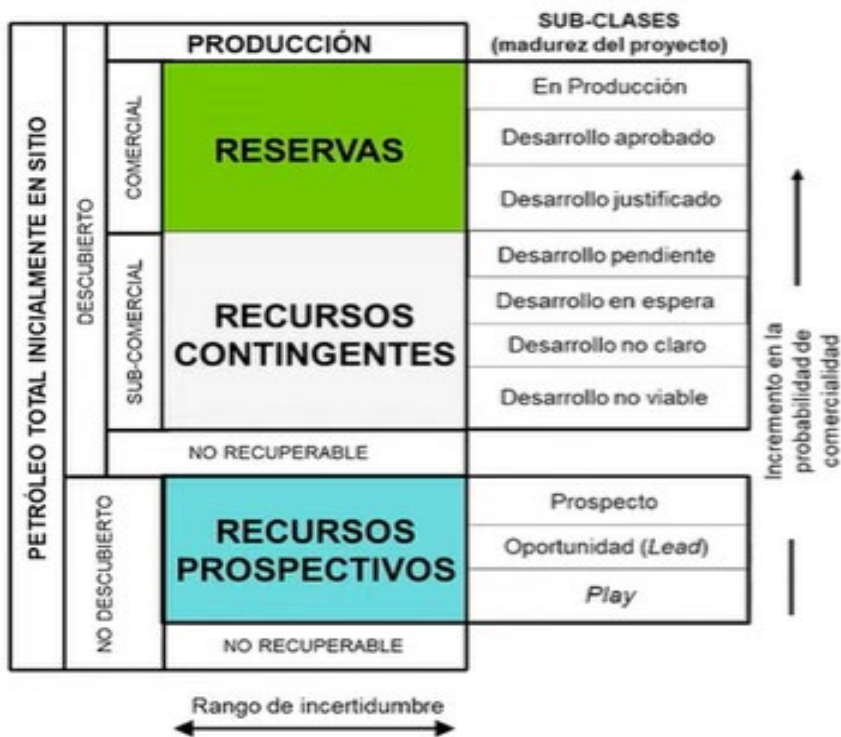 SUB-CLASES
(madurez del proyecto)
PRODUCCIÓN
PETRÓLEO TOTAL INICIALMENTE EN SITIO
DESCUBIERTO
COMERCIAL
RESERVAS
En Producción
Desarrollo aprobado
Desarrollo justificado
SUB-COMERCIAL
RECURSOS
CONTINGENTES
Desarrollo pendiente
Desarrollo en espera
Desarrollo no claro
Desarrollo no viable
NO RECUPERABLE
NO DESCUBIERTO
RECURSOS
PROSPECTIVOS
Prospecto
Oportunidad (Lead)
Play
NO RECUPERABLE
Incremento en la
probabilidad de
comercialidad
Rango de incertidumbre